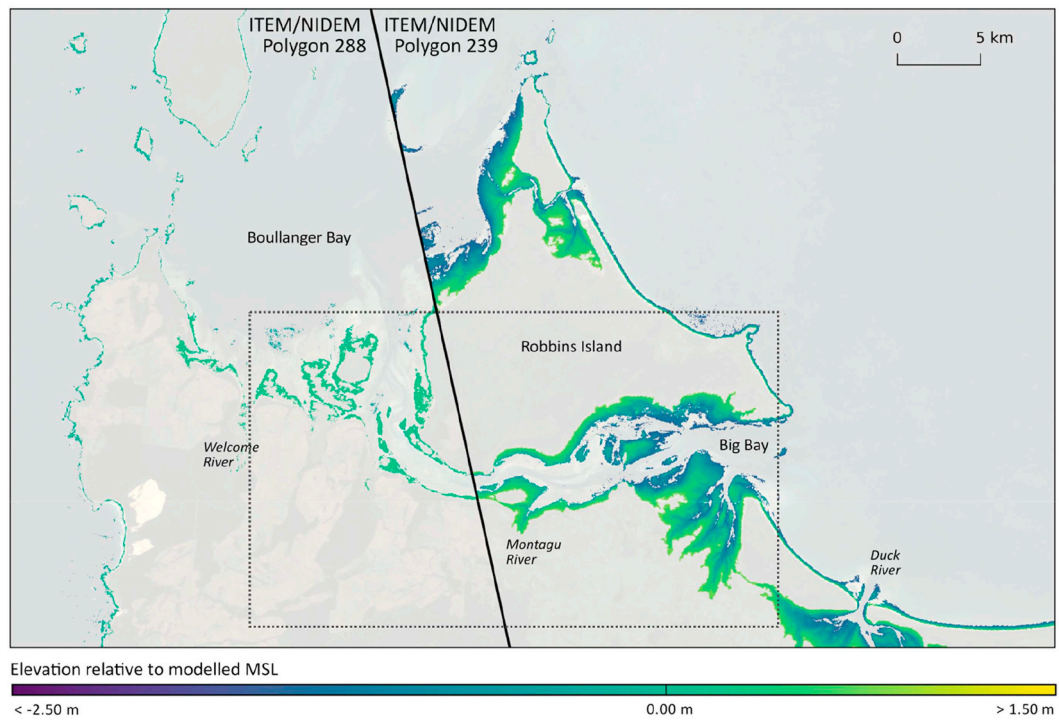 ITEM/NIDEM
Polygon 288
ITEM/NIDEM
Polygon 239
0 5 km
Boullanger Bay
Robbins Island
Welcome
River
Big Bay
Montagu
River
Duck
River
Elevation relative to modelled MSL
< -2.50 m 0.00 m > 1.50 m